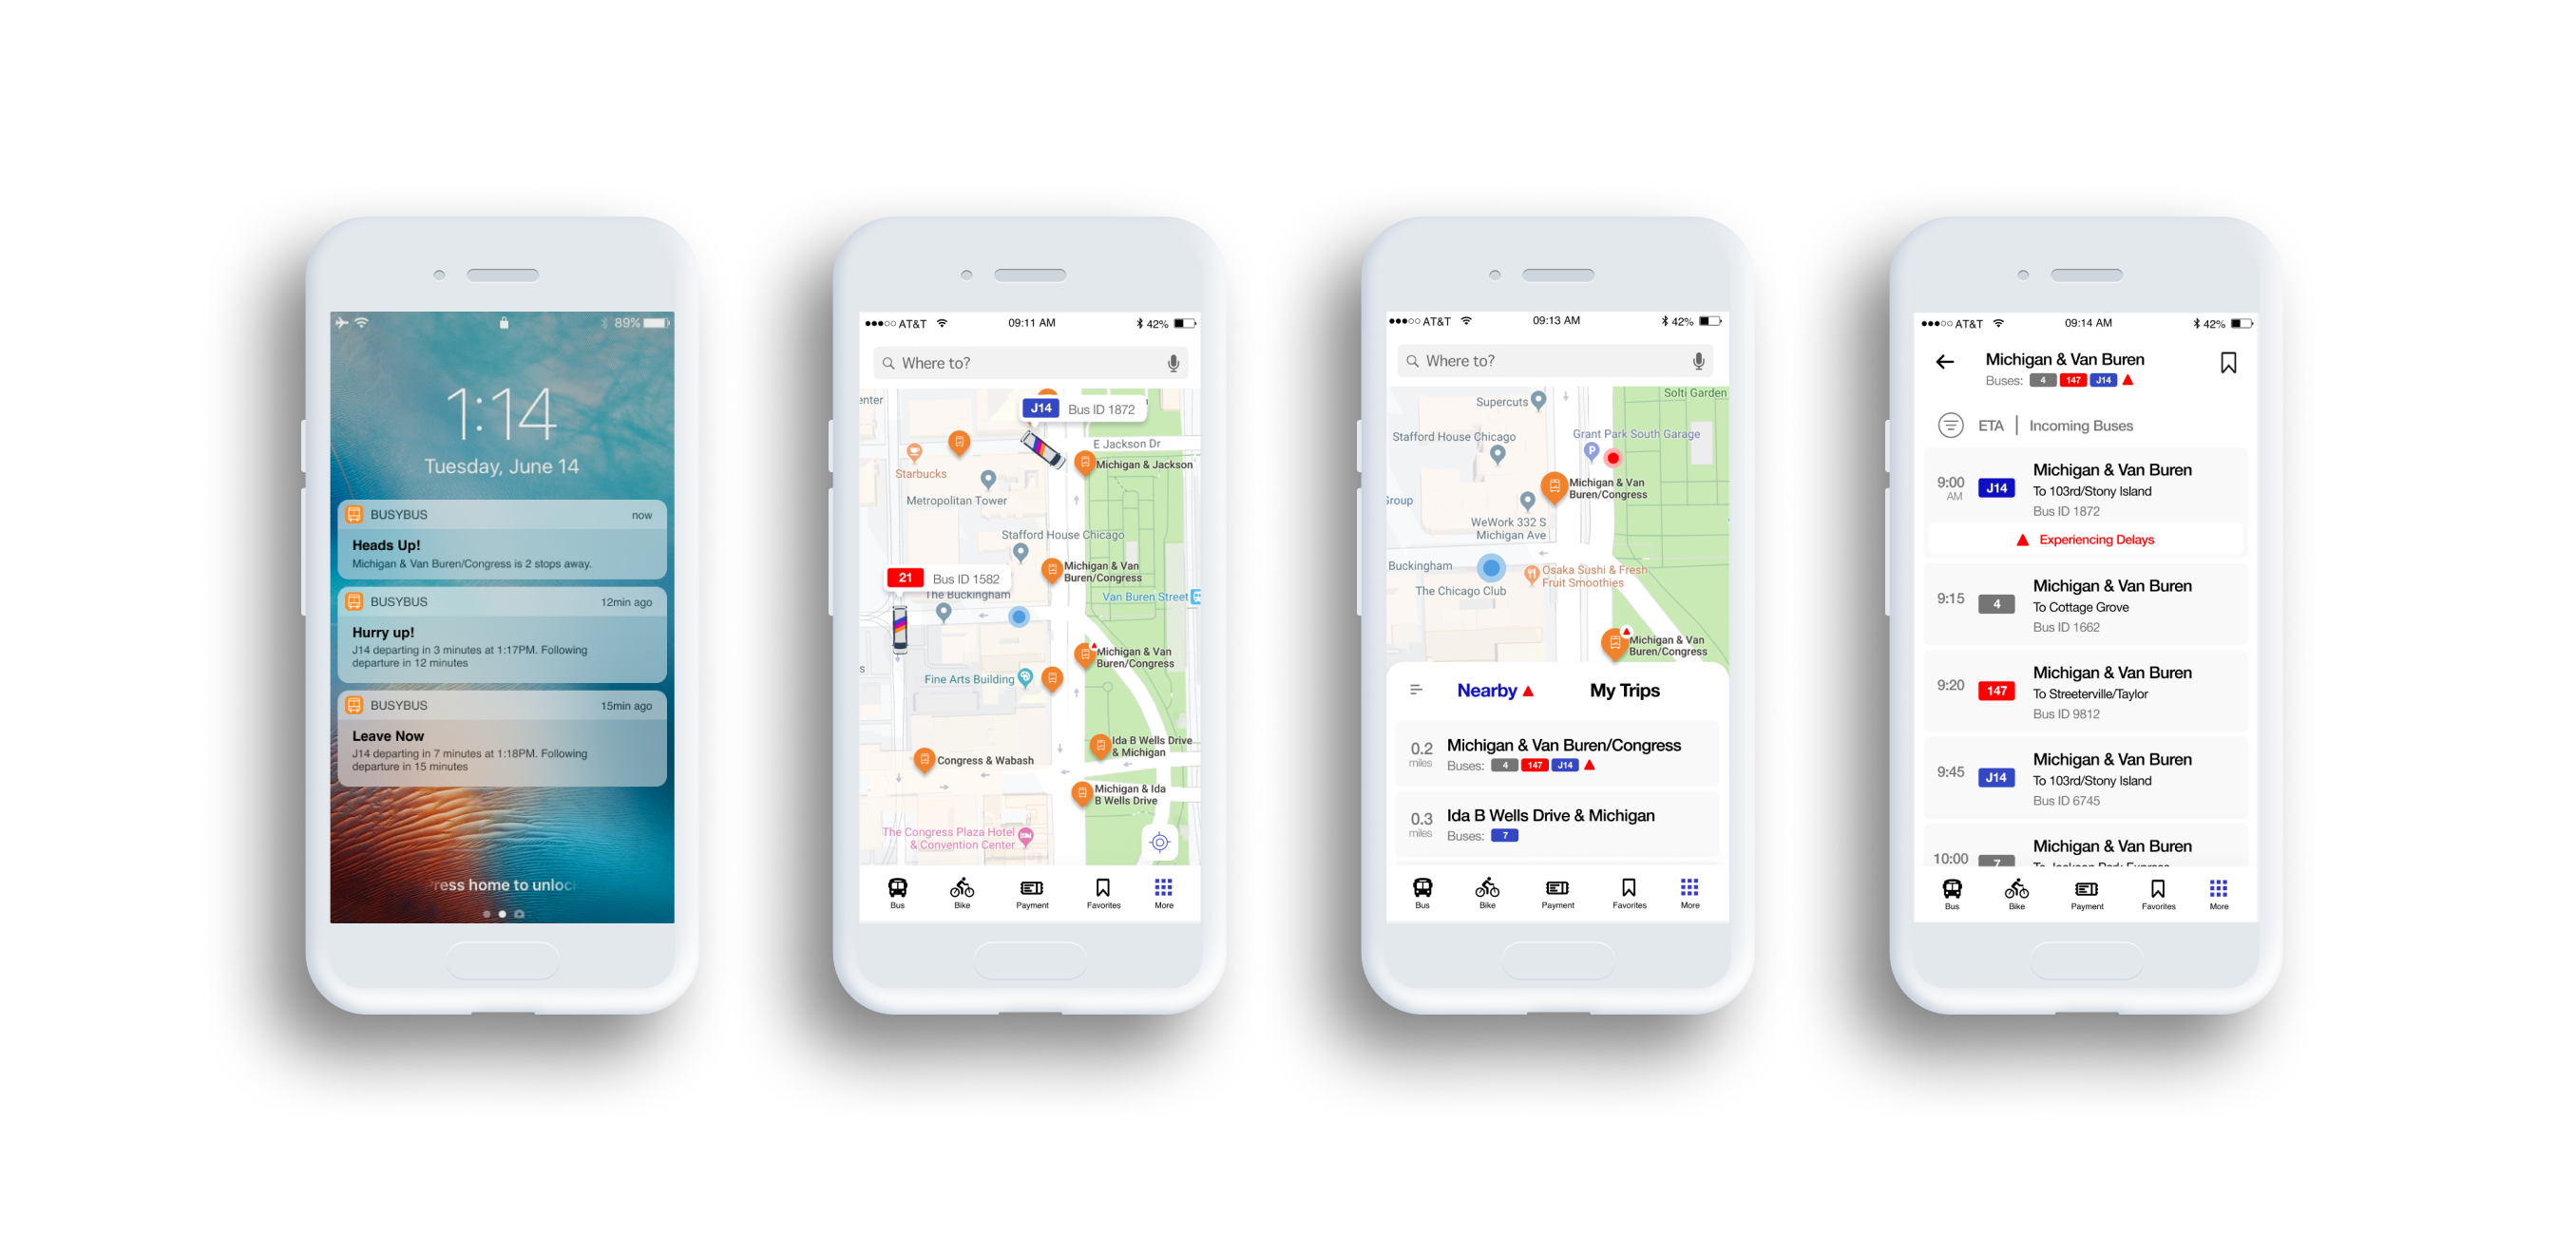 89%
1:14
Tuesday, June 14
BUSYBUS now
Heads Up!
Michigan & Van Buren/Congress is 2 stops away.
BUSYBUS 12min ago
Hurry up!
J14 departing in 3 minutes at 1:17PM. Following
departure in 12 minutes
BUSYBUS 15min ago
Leave Now
J14 departing in 7 minutes at 1:18PM. Following
departure in 15 minutes
ress home to unloc
AT&T 09:11 AM 42%
Where to?
enter
J14 Bus ID 1872
E Jackson Dr
Starbucks
Michigan & Jackson
Metropolitan Tower
Stafford House Chicago
Michigan & Van
Buren/Congress
21 Bus ID 1582
The Buckingham
Van Buren Street
Michigan & Van
Buren/Congress
s
Fine Arts Building
Ida B Wells Drive
& Michigan
Congress & Wabash
Michigan & Ida
B Wells Drive
The Congress Plaza Hotel
& Convention Center
Bus Bike Payment Favorites More
AT&T 09:13 AM 42%
Where to?
Solti Garden
Supercuts
Stafford House Chicago
Grant Park South Garage
P
Michigan & Van
Buren/Congress
Group
WeWork 332 S
Michigan Ave
Buckingham
Osaka Sushi & Fresh
Fruit Smoothies
The Chicago Club
Michigan & Van
Buren/Congress
Nearby My Trips
0.2 miles
Michigan & Van Buren/Congress
Buses: 4 147 J14
0.3 miles
Ida B Wells Drive & Michigan
Buses: 7
Bus Bike Payment Favorites More
AT&T 09:14 AM 42%
Michigan & Van Buren
Buses: 4 147 J14
ETA | Incoming Buses
9:00 AM
J14
Michigan & Van Buren
To 103rd/Stony Island
Bus ID 1872
Experiencing Delays
9:15
4
Michigan & Van Buren
To Cottage Grove
Bus ID 1662
9:20
147
Michigan & Van Buren
To Streeterville/Taylor
Bus ID 9812
9:45
J14
Michigan & Van Buren
To 103rd/Stony Island
Bus ID 6745
10:00
7
Michigan & Van Buren
To Jackson Park Express
Bus Bike Payment Favorites More